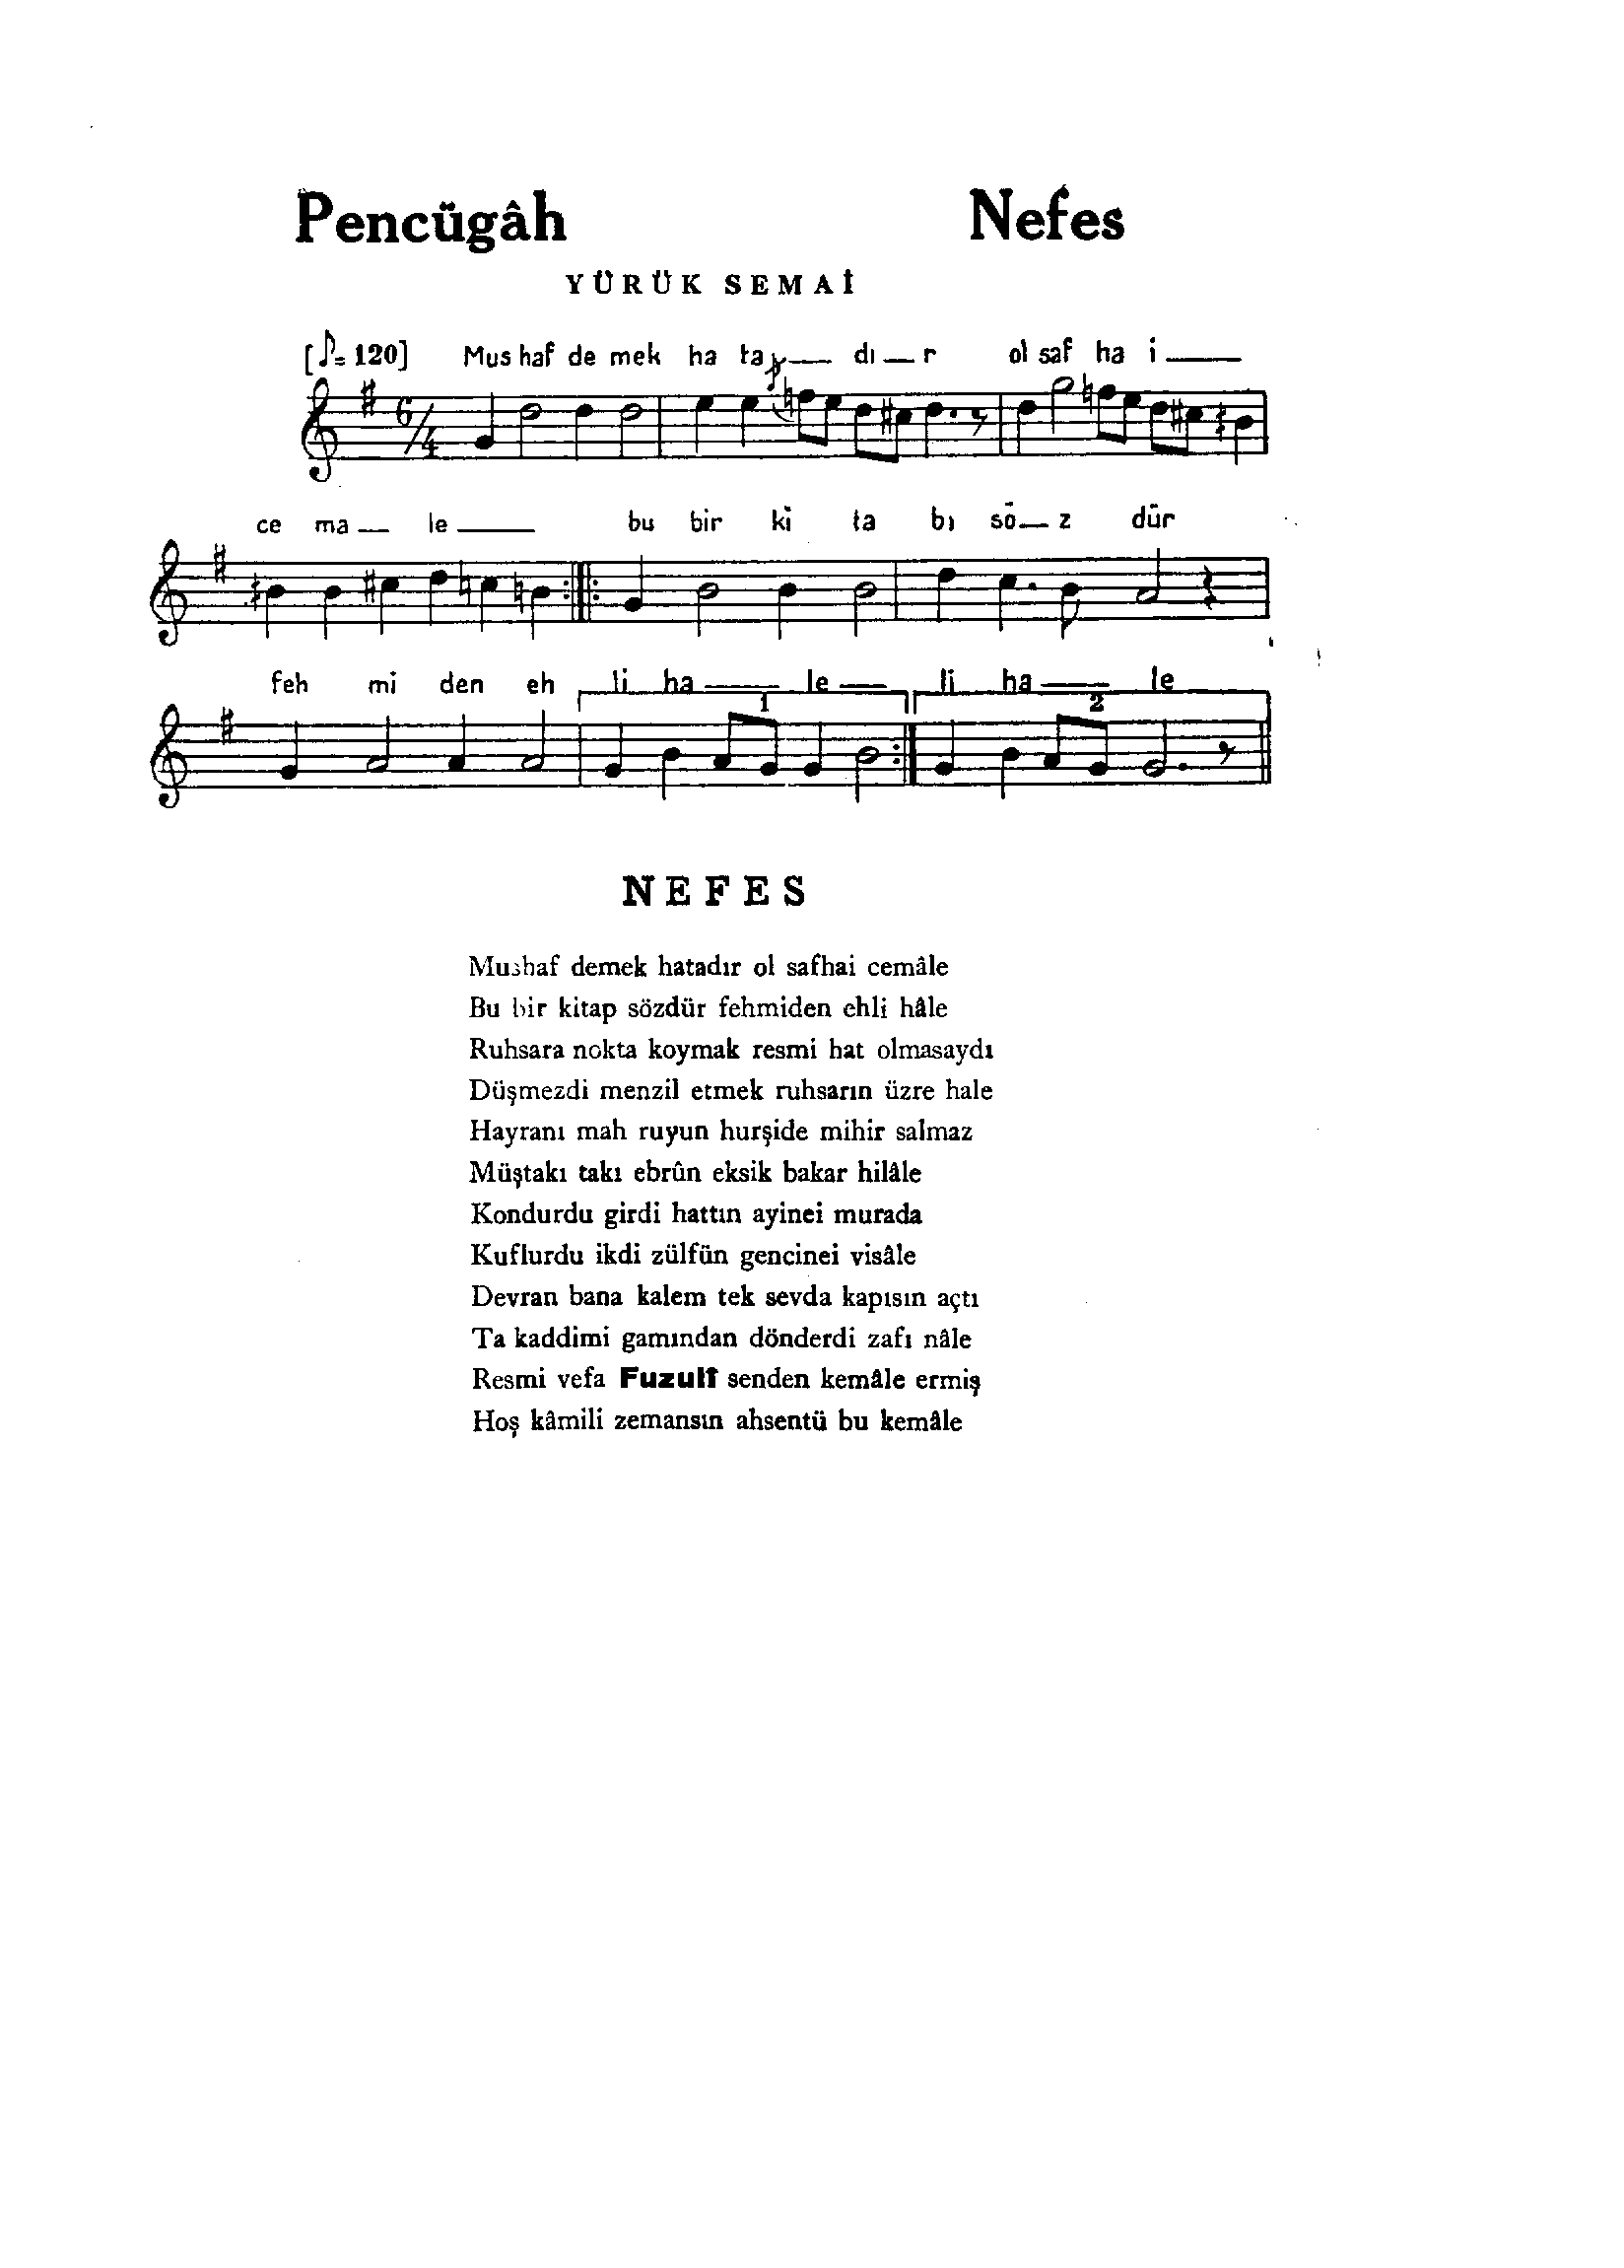 Pencügâh Nefes
YÜRÜK SEMAİ
[♪= 120] Mus haf de mek ha ta dı — r ol saf ha i
6/4
ce ma — le bu bir ki ta bı sö — z dür
feh mi den eh li ha le — li ha le
1 2
NEFES
Mushaf demek hatadır ol safhai cemâle
Bu bir kitap sözdür fehmiden ehli hâle
Ruhsara nokta koymak resmi hat olmasaydı
Düşmezdi menzil etmek ruhsarın üzre hale
Hayranı mah ruyun hurşide mihir salmaz
Müştakı takı ebrûn eksik bakar hilâle
Kondurdu girdi hattın ayinei murada
Kuflurdu ikdi zülfün gencinei visâle
Devran bana kalem tek sevda kapısın açtı
Ta kaddimi gamından dönderdi zafı nâle
Resmi vefa Fuzulî senden kemâle ermiş
Hoş kâmili zemansın ahsentü bu kemâle